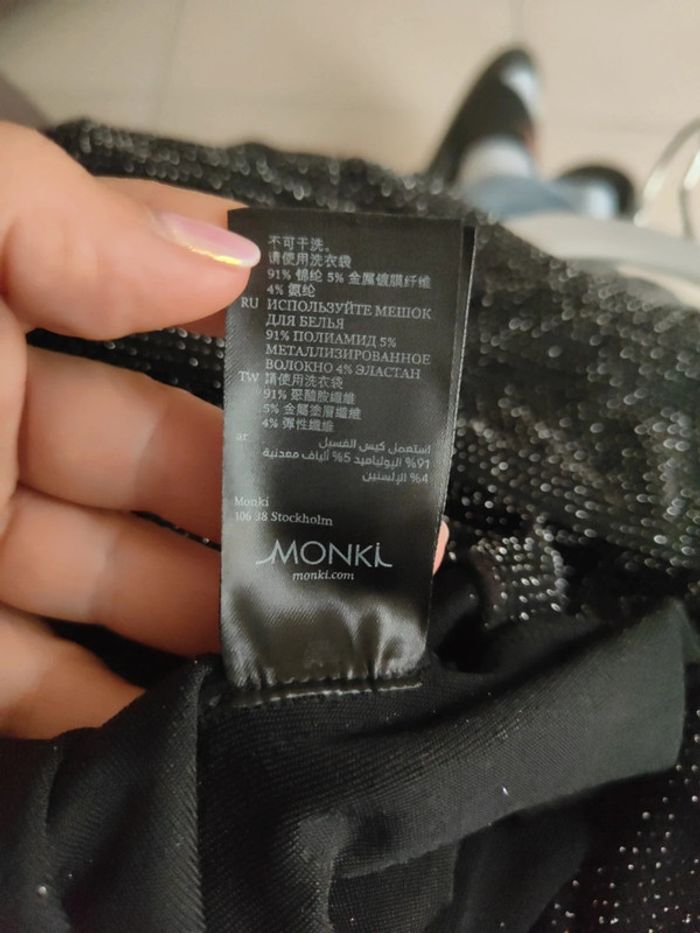 不可干洗。
请使用洗衣袋
91% 锦纶 5% 金属镀膜纤维
4% 氨纶
RU ИСПОЛЬЗУЙТЕ МЕШОК
ДЛЯ БЕЛЬЯ
91% ПОЛИАМИД 5%
МЕТАЛЛИЗИРОВАННОЕ
ВОЛОКНО 4% ЭЛАСТАН
TW 請使用洗衣袋
91% 聚醯胺纖維
5% 金屬塗層纖維
4% 彈性纖維
ar استعمل كيس الغسيل
91% البولياميد 5% ألياف معدنية
4% الإلستين
Monki
106 38 Stockholm
MONKI
monki.com